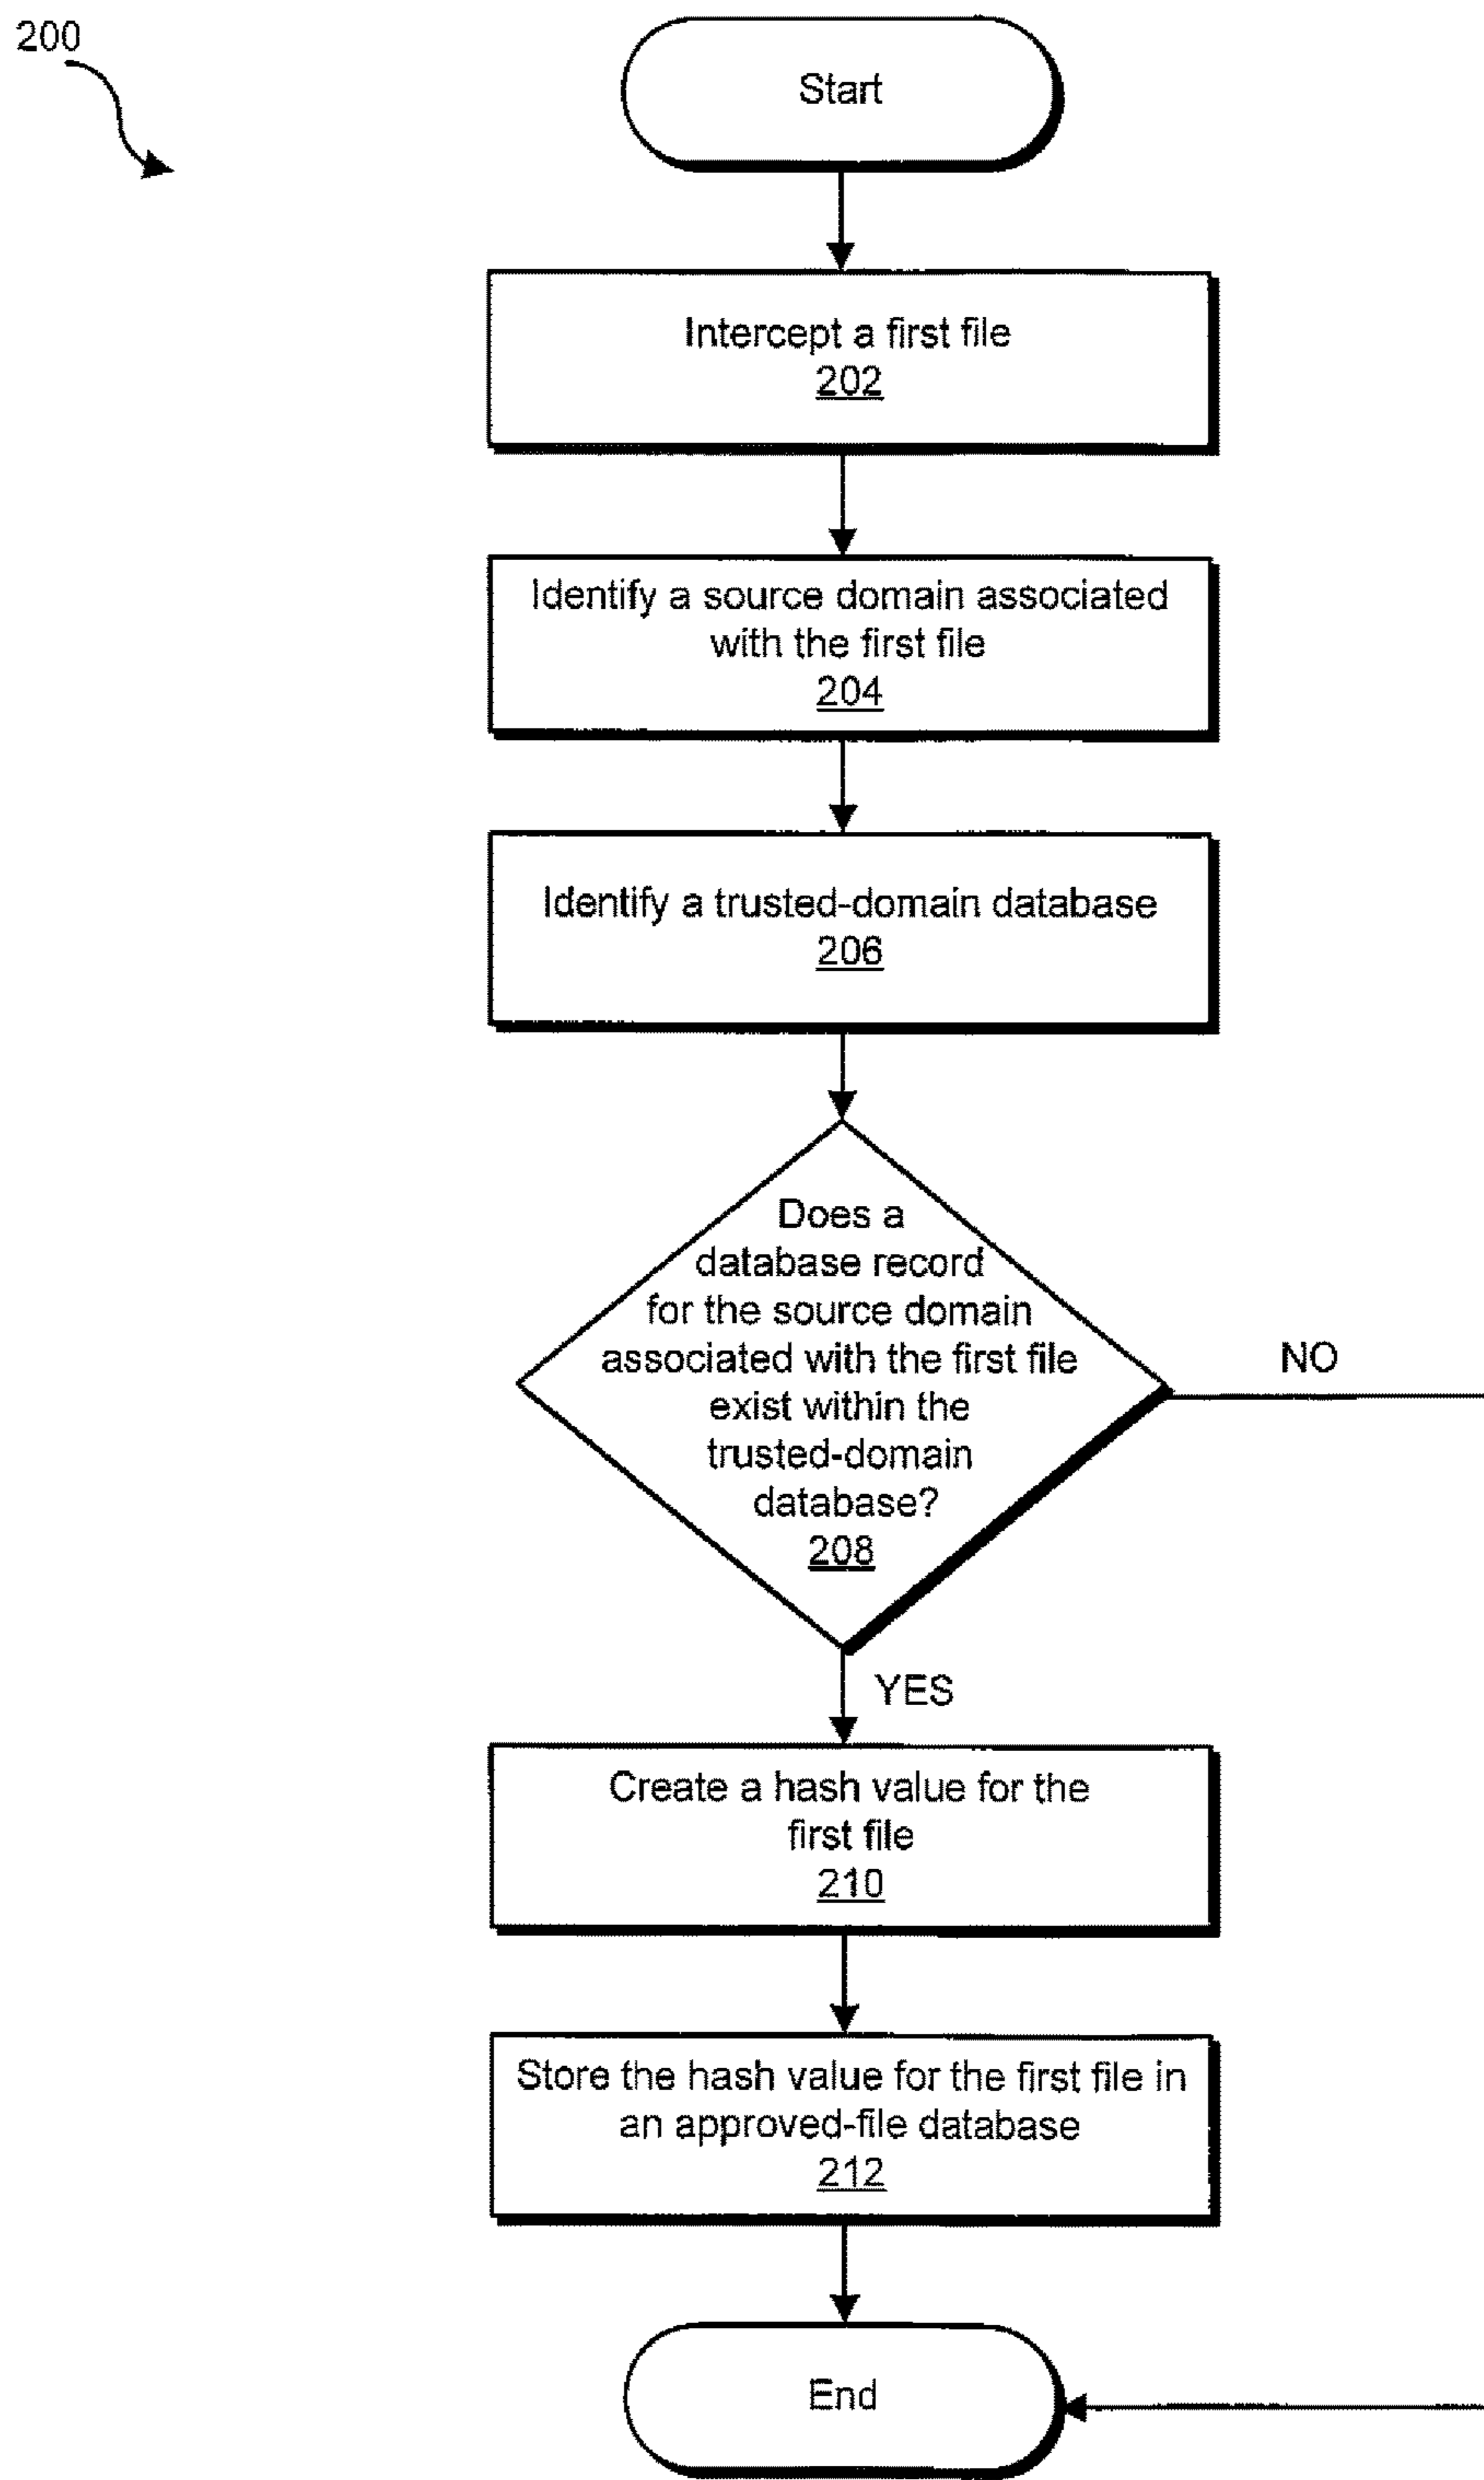 200
Start
Intercept a first file
202
Identify a source domain associated
with the first file
204
Identify a trusted-domain database
206
Does a
database record
for the source domain
associated with the first file
exist within the
trusted-domain
database?
208
NO
YES
Create a hash value for the
first file
210
Store the hash value for the first file in
an approved-file database
212
End